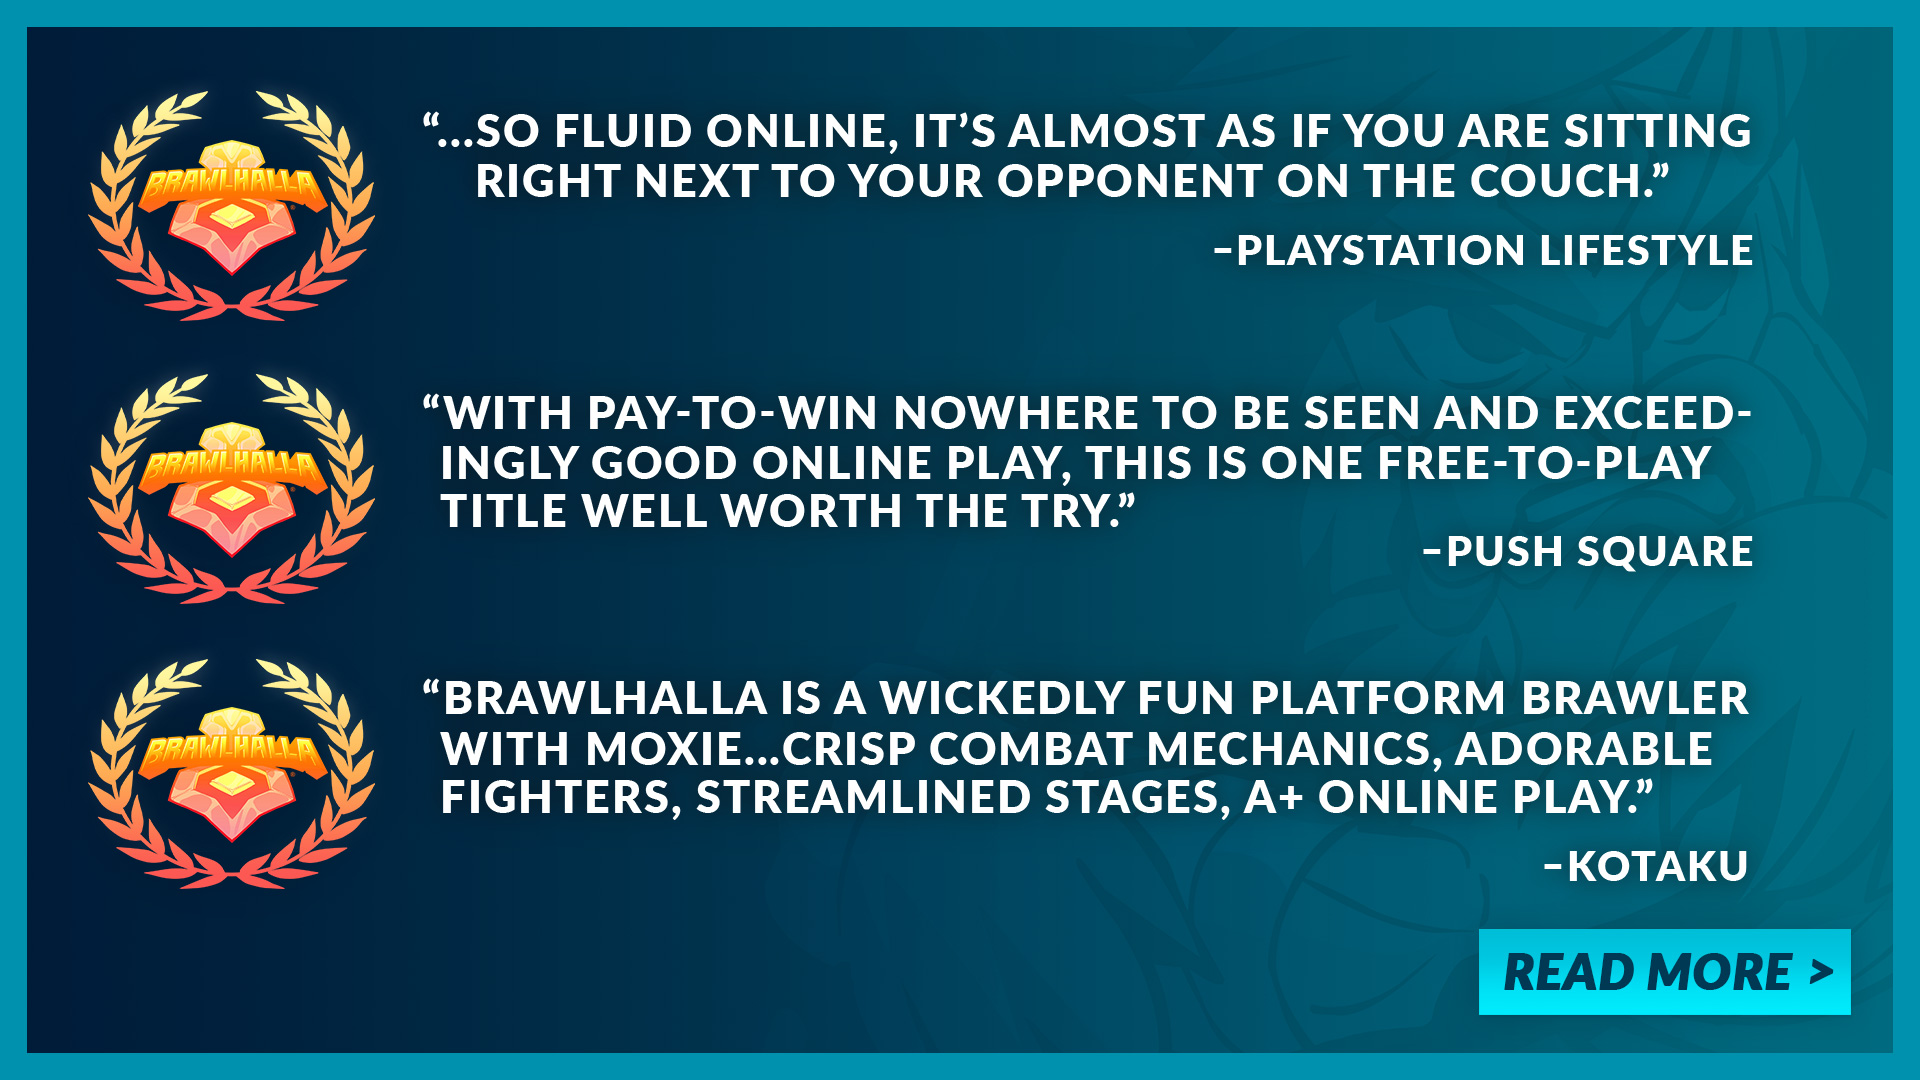 BRAWLHALLA
“...SO FLUID ONLINE, IT’S ALMOST AS IF YOU ARE SITTING
RIGHT NEXT TO YOUR OPPONENT ON THE COUCH.”
–PLAYSTATION LIFESTYLE
BRAWLHALLA
“WITH PAY-TO-WIN NOWHERE TO BE SEEN AND EXCEED-
INGLY GOOD ONLINE PLAY, THIS IS ONE FREE-TO-PLAY
TITLE WELL WORTH THE TRY.”
–PUSH SQUARE
BRAWLHALLA
“BRAWLHALLA IS A WICKEDLY FUN PLATFORM BRAWLER
WITH MOXIE...CRISP COMBAT MECHANICS, ADORABLE
FIGHTERS, STREAMLINED STAGES, A+ ONLINE PLAY.”
–KOTAKU
READ MORE >